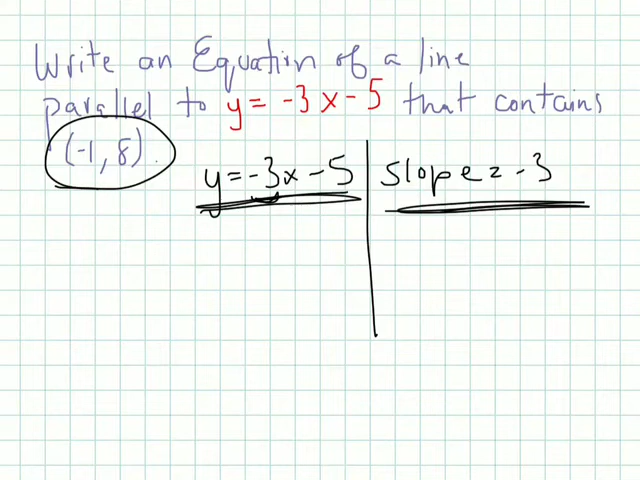 Write an Equation of a line
parallel to y = -3x - 5 that contains
(-1, 8).
y = -3x - 5
slope = -3